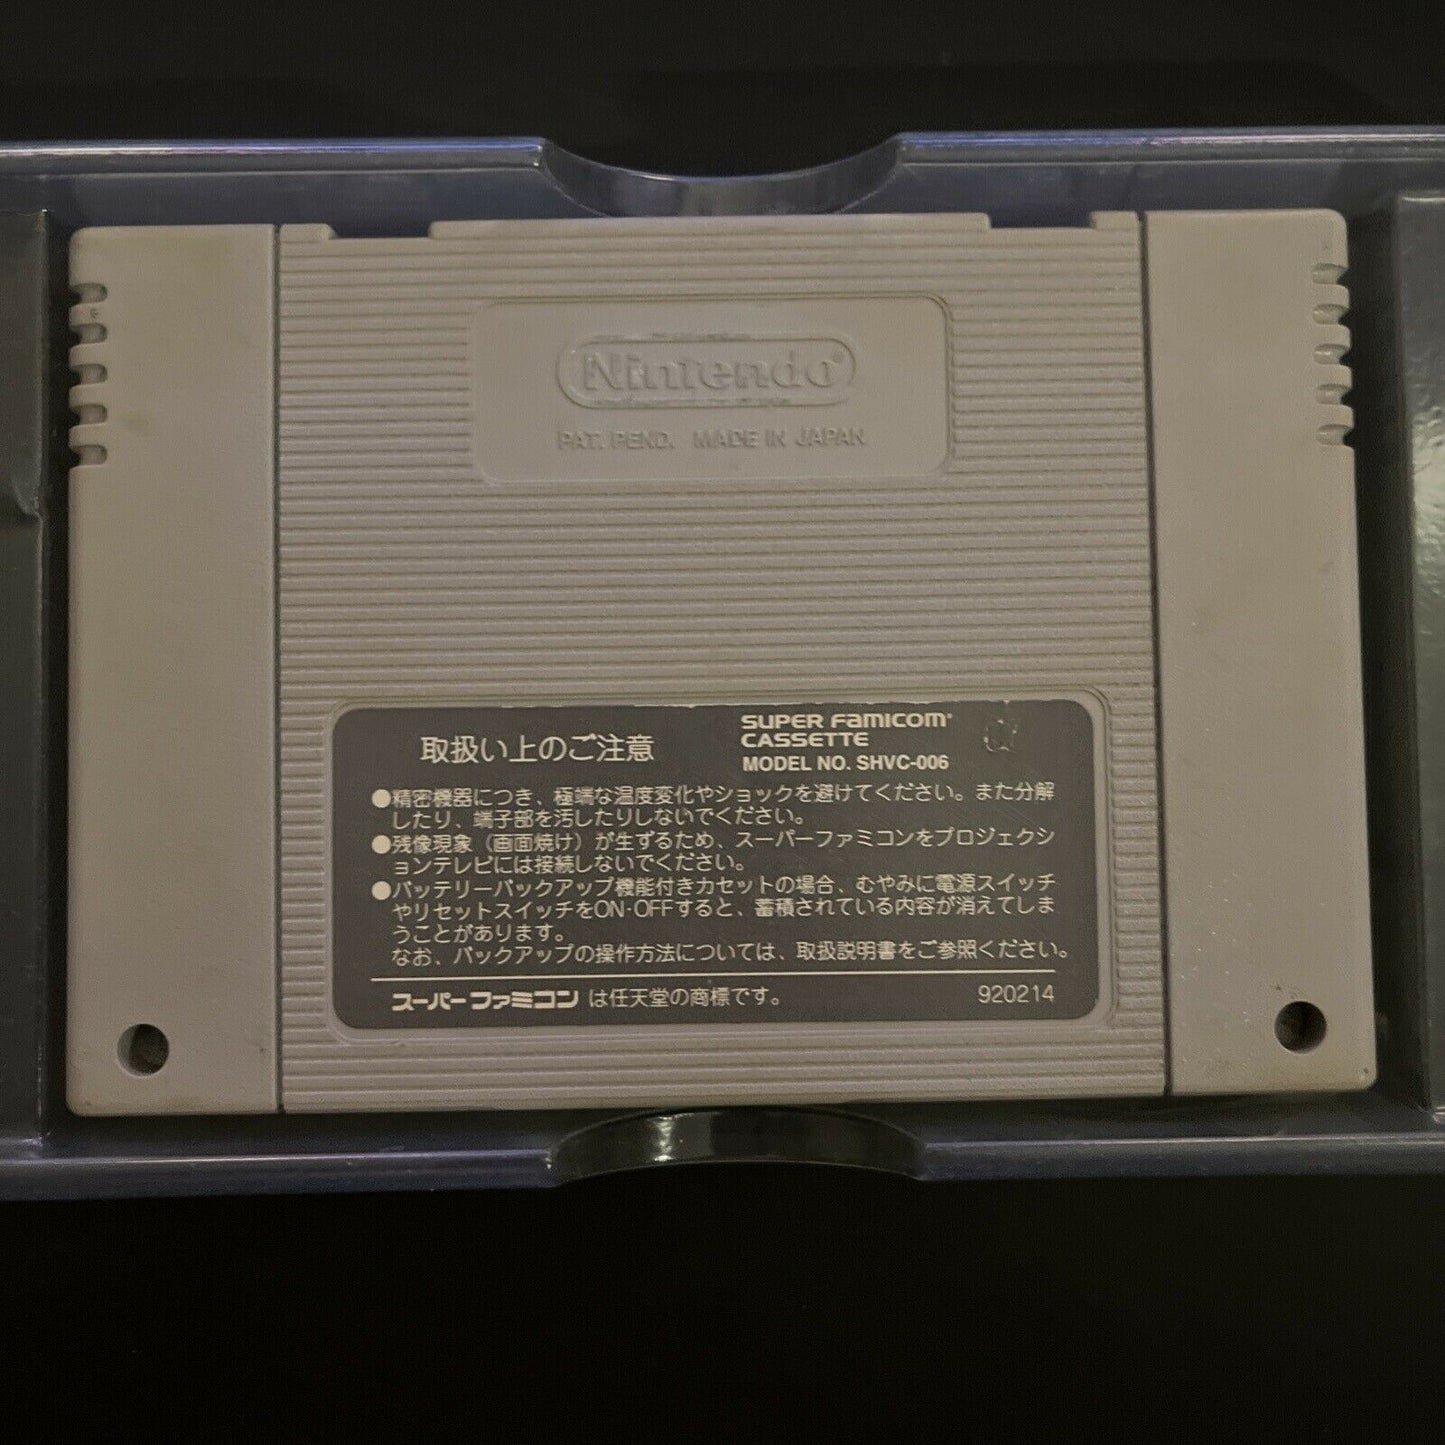 Nintendo®
PAT. PEND. MADE IN JAPAN
取扱い上のご注意
SUPER FAMICOM
CASSETTE
MODEL NO. SHVC-006
●精密機器につき、極端な温度変化やショックを避けてください。また分解
したり、端子部を汚したりしないでください。
●残像現象（画面焼け）が生ずるため、スーパーファミコンをプロジェクシ
ョンテレビには接続しないでください。
●バッテリーバックアップ機能付きカセットの場合、むやみに電源スイッチ
やリセットスイッチをON·OFFすると、蓄積されている内容が消えてしま
うことがあります。
なお、バックアップの操作方法については、取扱説明書をご参照ください。
スーパーファミコン は任天堂の商標です。
920214